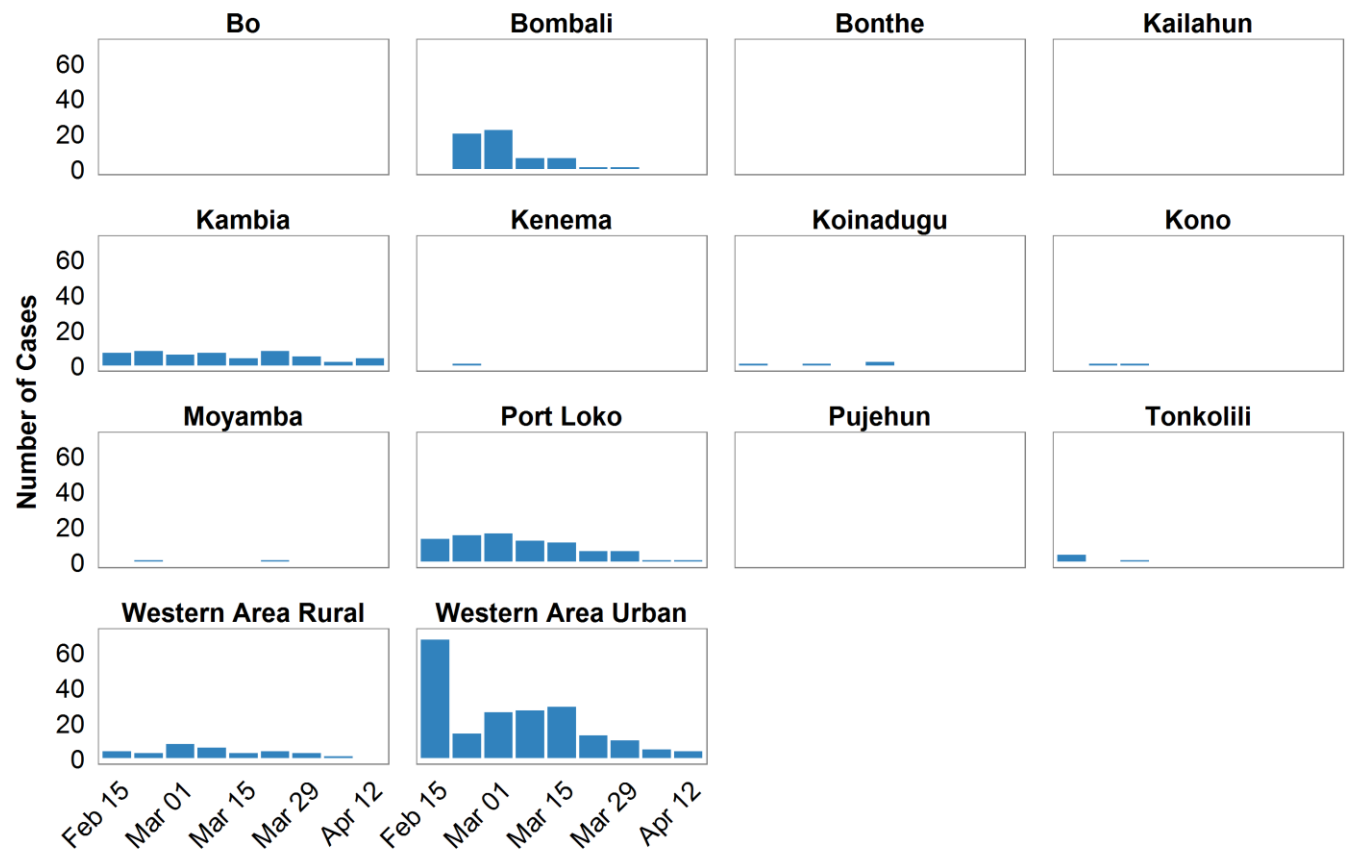 Bo Bombali Bonthe Kailahun
60
40
20
0
Kambia Kenema Koinadugu Kono
60
40
20
0
Number of Cases
Moyamba Port Loko Pujehun Tonkolili
60
40
20
0
Western Area Rural Western Area Urban
60
40
20
0
Feb 15 Mar 01 Mar 15 Mar 29 Apr 12 Feb 15 Mar 01 Mar 15 Mar 29 Apr 12